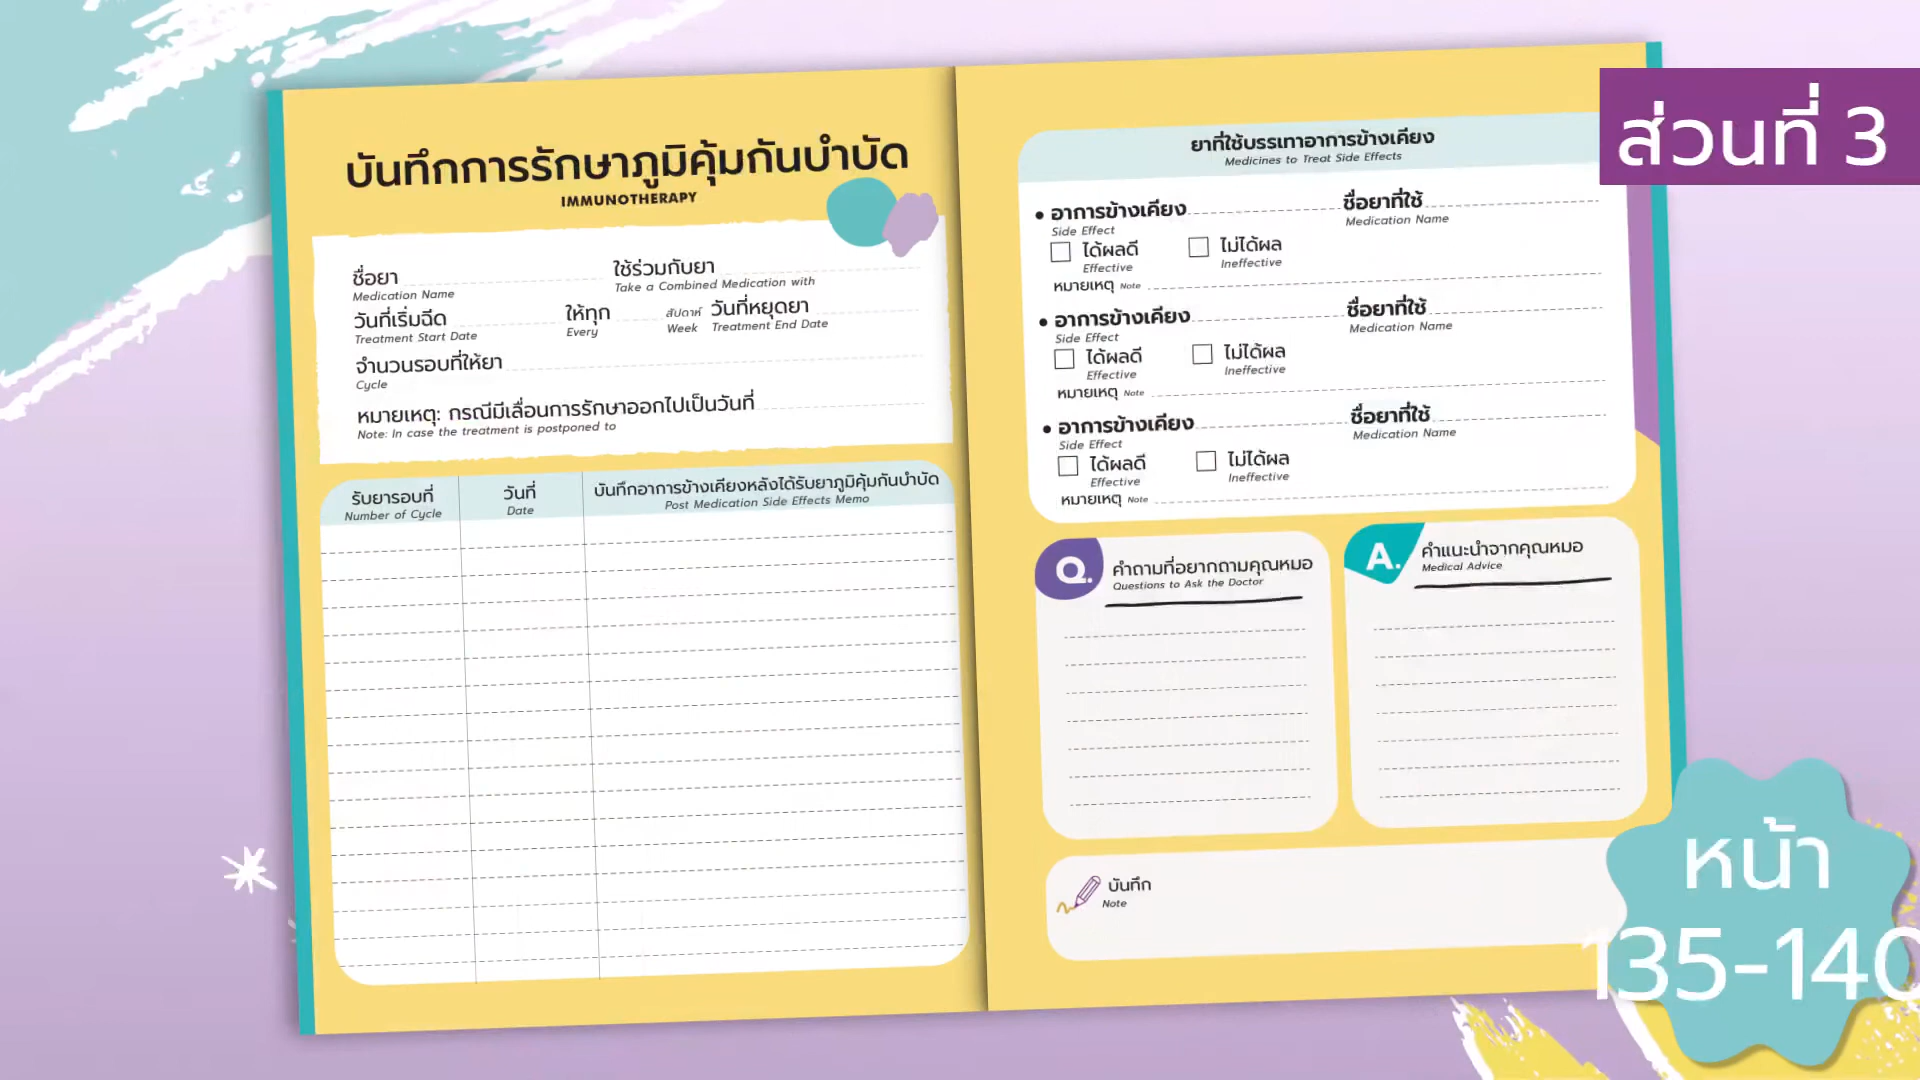 ส่วนที่ 3
บันทึกการรักษาภูมิคุ้มกันบำบัด
IMMUNOTHERAPY
ชื่อยา ใช้ร่วมกับยา
Medication Name Take a Combined Medication with
วันที่เริ่มฉีด ให้ทุก สัปดาห์ วันที่หยุดยา
Treatment Start Date Every Week Treatment End Date
จำนวนรอบที่ให้ยา
Cycle
หมายเหตุ: กรณีมีเลื่อนการรักษาออกไปเป็นวันที่
Note: In case the treatment is postponed to
รับยารอบที่ วันที่ บันทึกอาการข้างเคียงหลังได้รับยาภูมิคุ้มกันบำบัด
Number of Cycle Date Post Medication Side Effects Memo
ยาที่ใช้บรรเทาอาการข้างเคียง
Medicines to Treat Side Effects
• อาการข้างเคียง ชื่อยาที่ใช้
Side Effect Medication Name
ได้ผลดี ไม่ได้ผล
Effective Ineffective
หมายเหตุ Note
• อาการข้างเคียง ชื่อยาที่ใช้
Side Effect Medication Name
ได้ผลดี ไม่ได้ผล
Effective Ineffective
หมายเหตุ Note
• อาการข้างเคียง ชื่อยาที่ใช้
Side Effect Medication Name
ได้ผลดี ไม่ได้ผล
Effective Ineffective
หมายเหตุ Note
Q. คำถามที่อยากถามคุณหมอ
Questions to Ask the Doctor
A. คำแนะนำจากคุณหมอ
Medical Advice
บันทึก
Note
หน้า
135-140